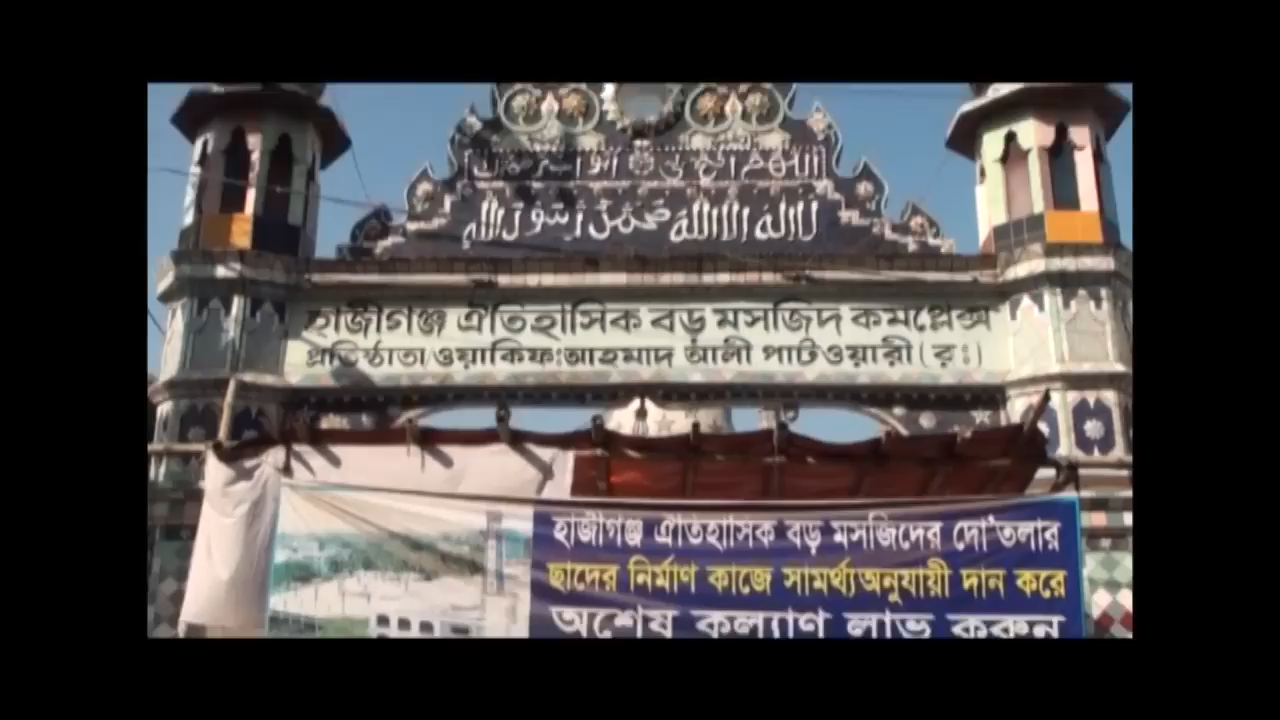 لا اله الا الله محمد رسول الله
হাজীগঞ্জ ঐতিহাসিক বড় মসজিদ কমপ্লেক্স
প্রতিষ্ঠাতা ওয়াকিফঃআহমাদ আলী পাটওয়ারী(রঃ)
হাজীগঞ্জ ঐতিহাসিক বড় মসজিদের দো'তলার
ছাদের নির্মাণ কাজে সামর্থ্যঅনুযায়ী দান করে
অশেষ কল্যাণ লাভ করুন